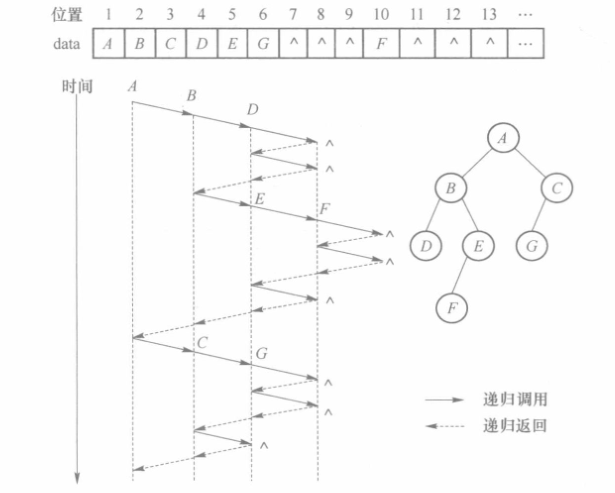 位置 1 2 3 4 5 6 7 8 9 10 11 12 13 …
data A B C D E G ^ ^ ^ F ^ ^ ^ …
时间
A
B
D
^
^
E
F
^
^
^
C
G
^
^
^
A
B C
D E G
F
递归调用
递归返回